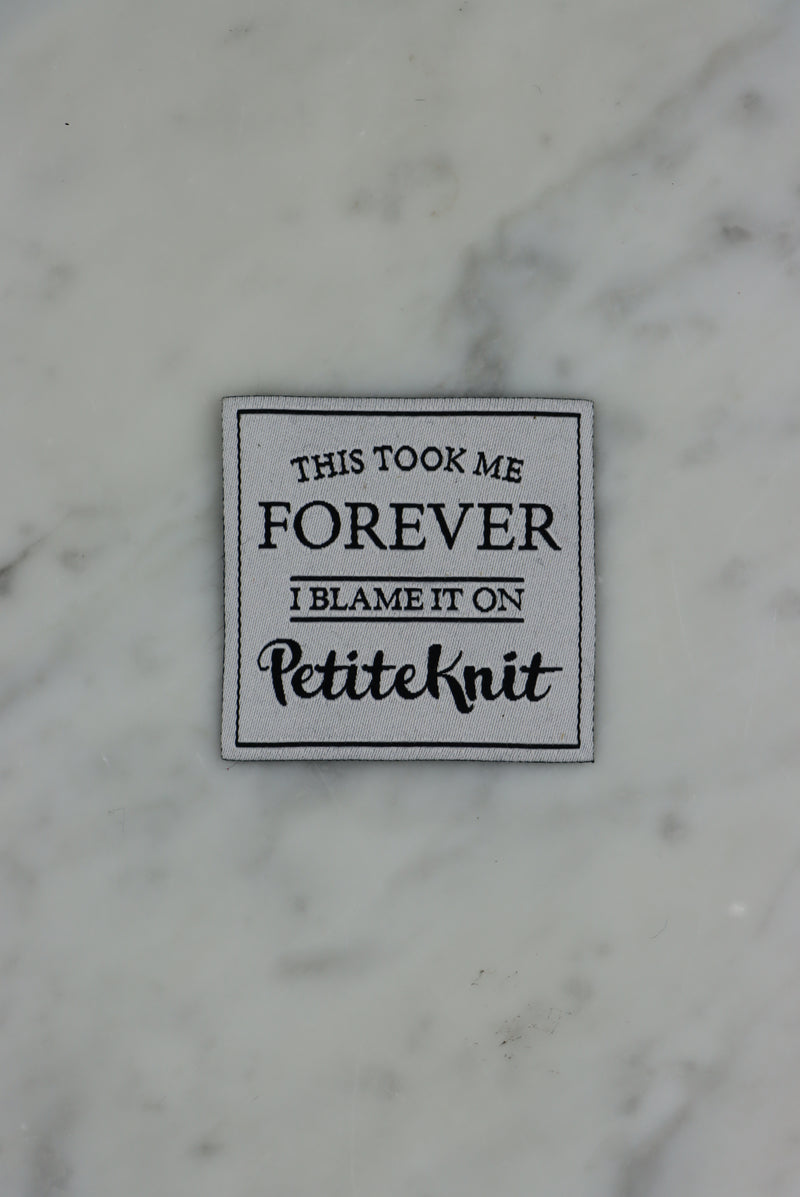 THIS TOOK ME
FOREVER
I BLAME IT ON
PetiteKnit